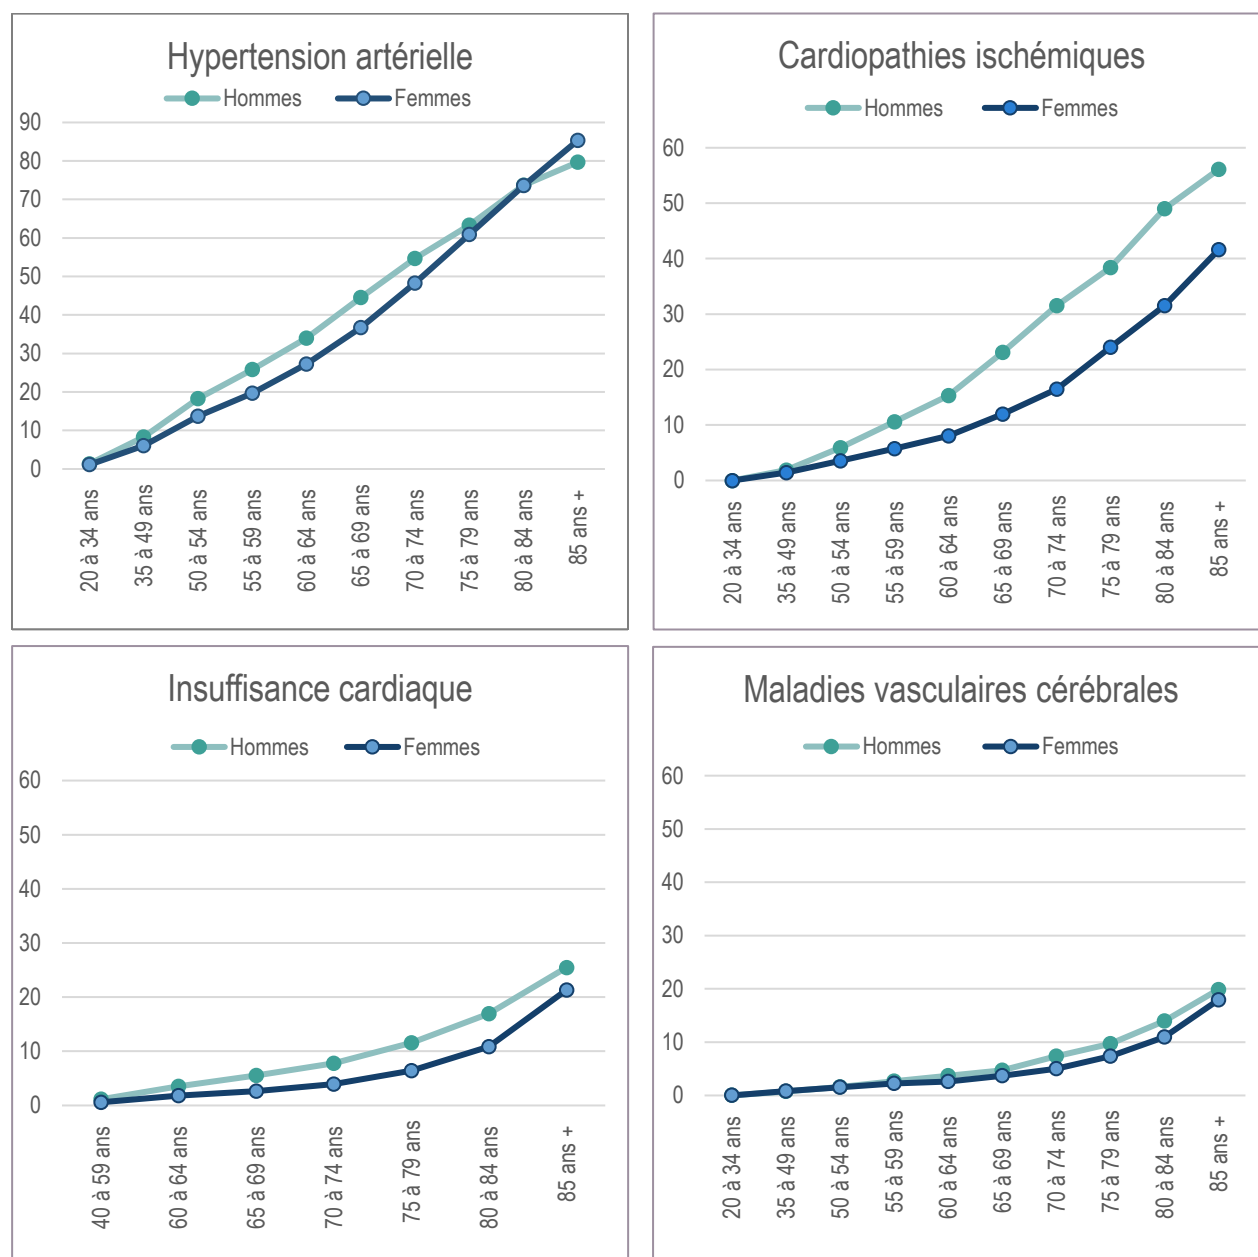 Hypertension artérielle
Hommes Femmes
90
80
70
60
50
40
30
20
10
0
20 à 34 ans
35 à 49 ans
50 à 54 ans
55 à 59 ans
60 à 64 ans
65 à 69 ans
70 à 74 ans
75 à 79 ans
80 à 84 ans
85 ans +
Cardiopathies ischémiques
Hommes Femmes
60
50
40
30
20
10
0
20 à 34 ans
35 à 49 ans
50 à 54 ans
55 à 59 ans
60 à 64 ans
65 à 69 ans
70 à 74 ans
75 à 79 ans
80 à 84 ans
85 ans +
Insuffisance cardiaque
Hommes Femmes
60
50
40
30
20
10
0
40 à 59 ans
60 à 64 ans
65 à 69 ans
70 à 74 ans
75 à 79 ans
80 à 84 ans
85 ans +
Maladies vasculaires cérébrales
Hommes Femmes
60
50
40
30
20
10
0
20 à 34 ans
35 à 49 ans
50 à 54 ans
55 à 59 ans
60 à 64 ans
65 à 69 ans
70 à 74 ans
75 à 79 ans
80 à 84 ans
85 ans +